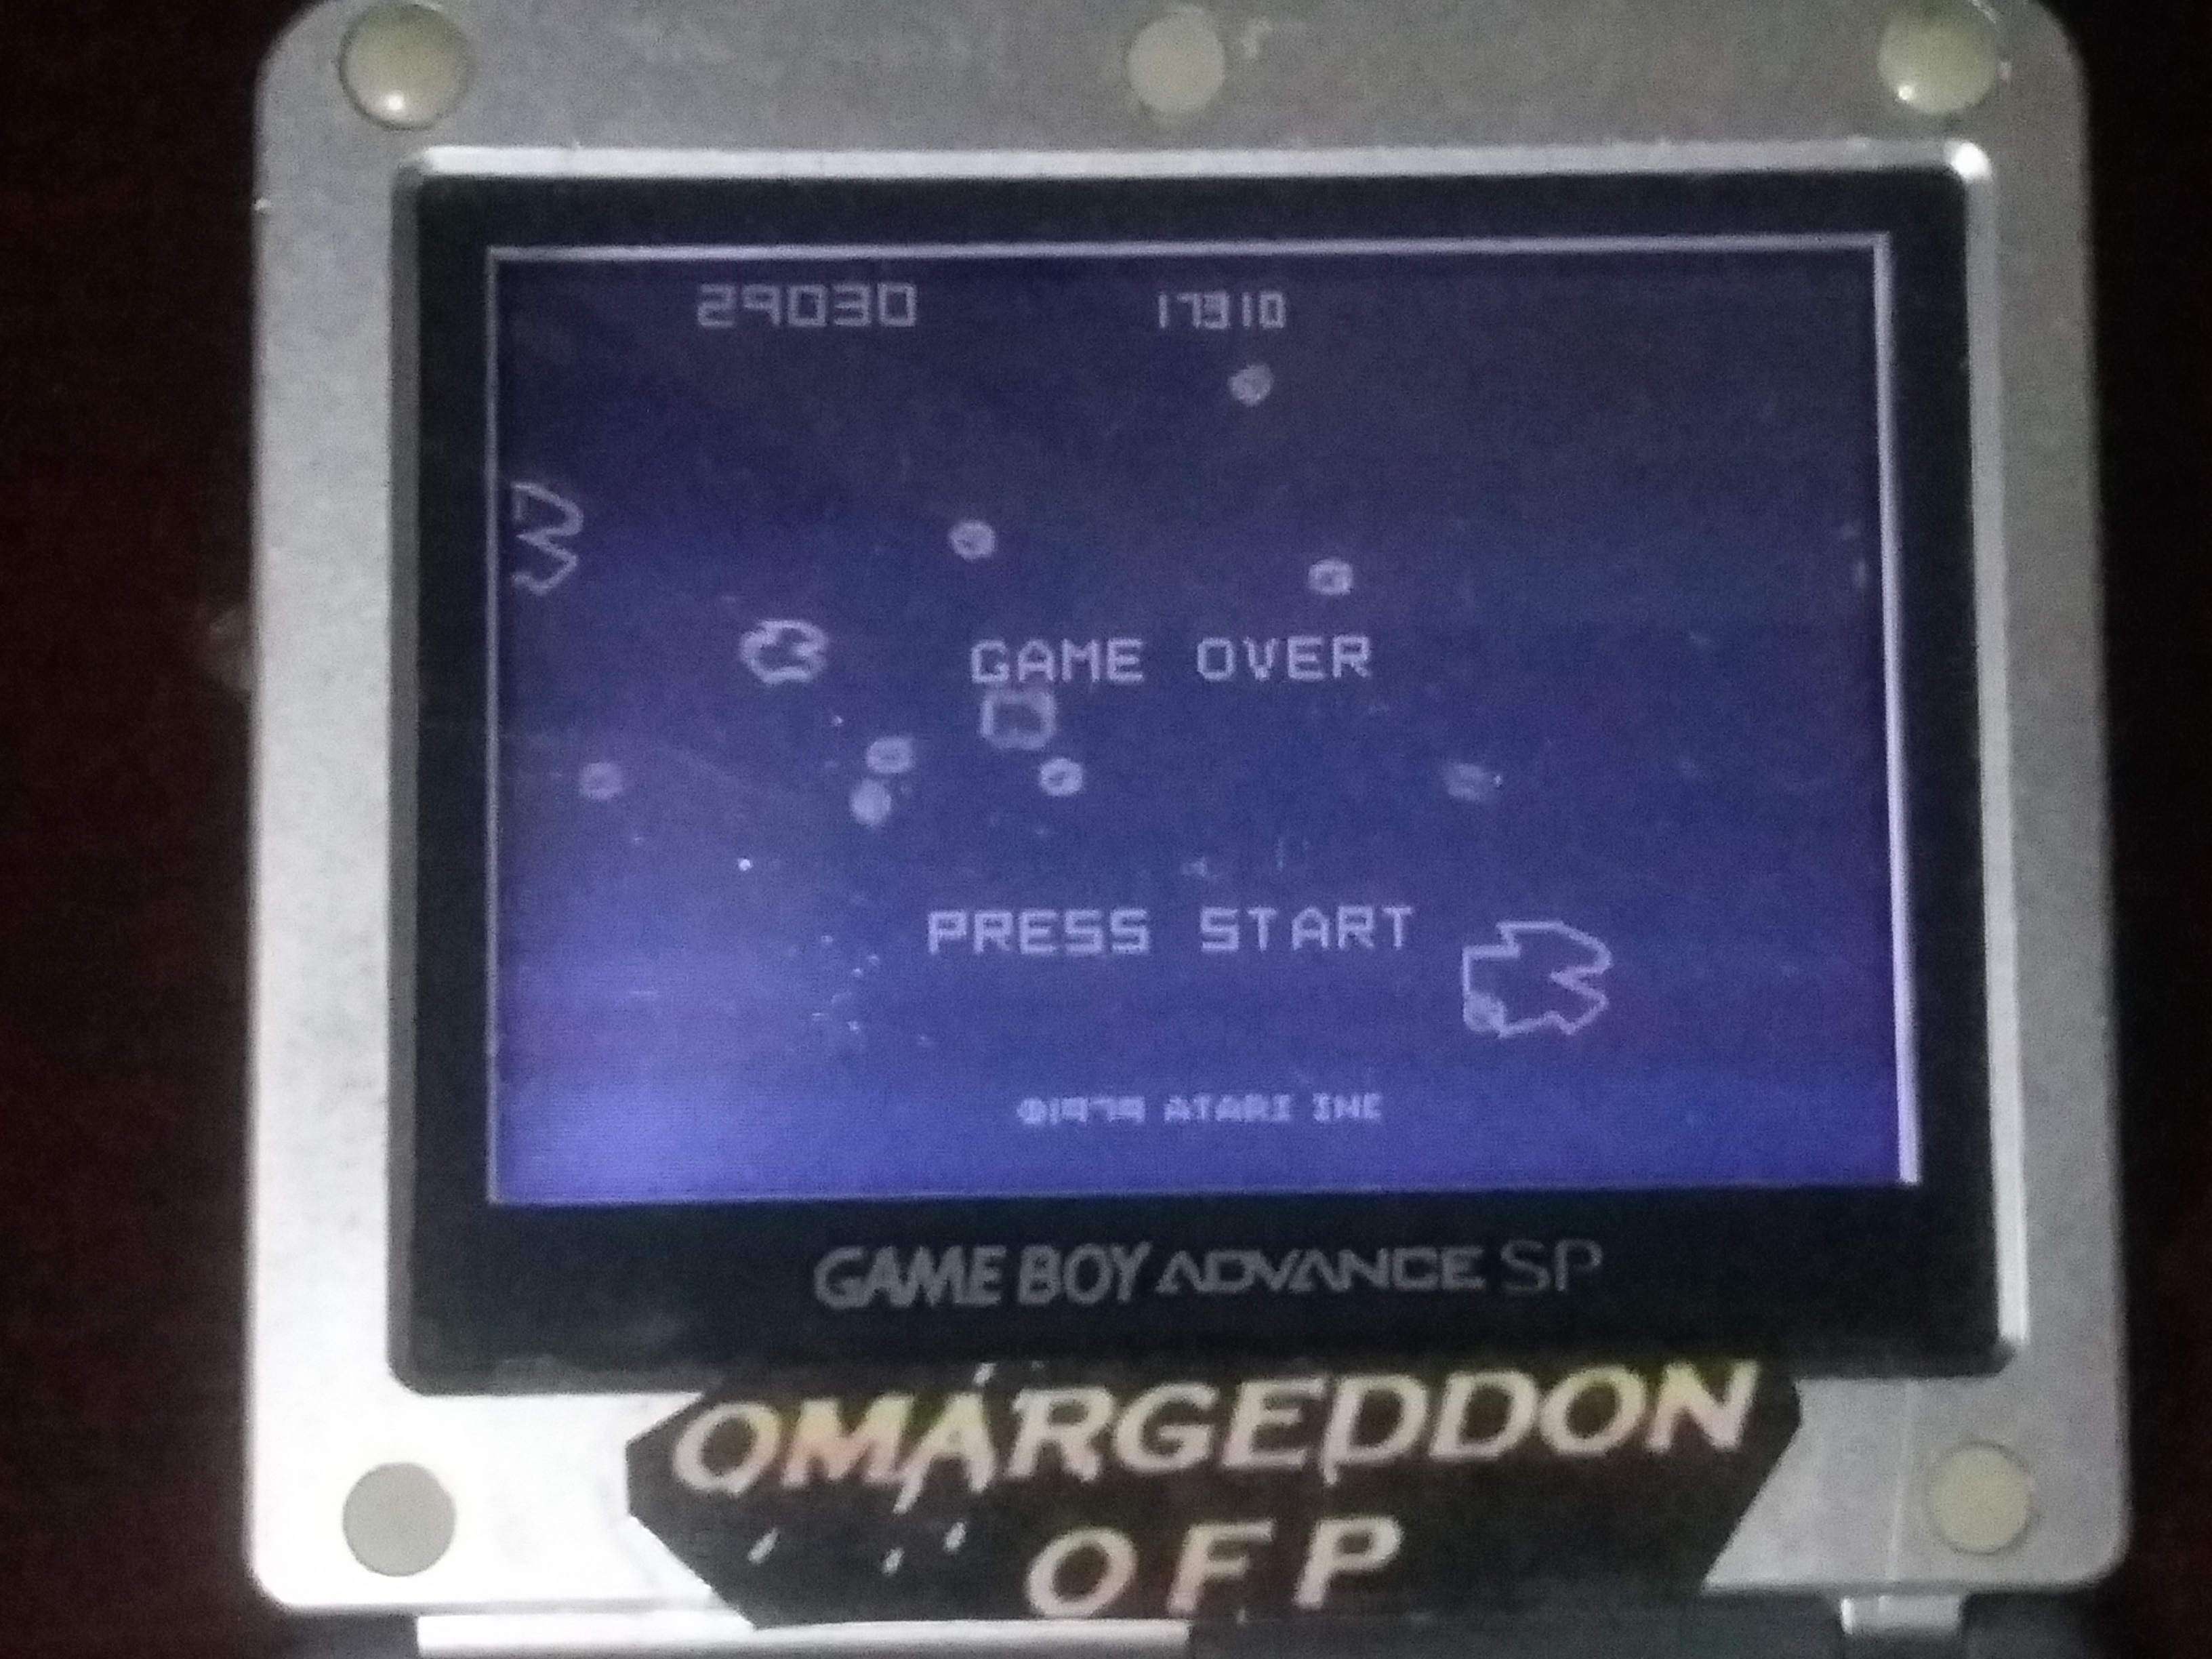 29030 17310
GAME OVER
PRESS START
©1979 ATARI INC
GAME BOY ADVANCE SP
OMARGEDDON
OFP